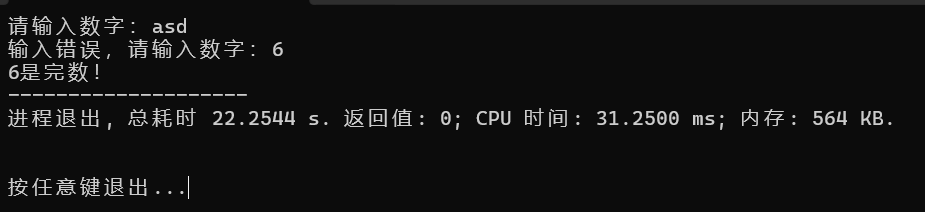 请输入数字: asd
输入错误, 请输入数字: 6
6是完数!
--------------------
进程退出, 总耗时 22.2544 s. 返回值: 0; CPU 时间: 31.2500 ms; 内存: 564 KB.
按任意键退出...